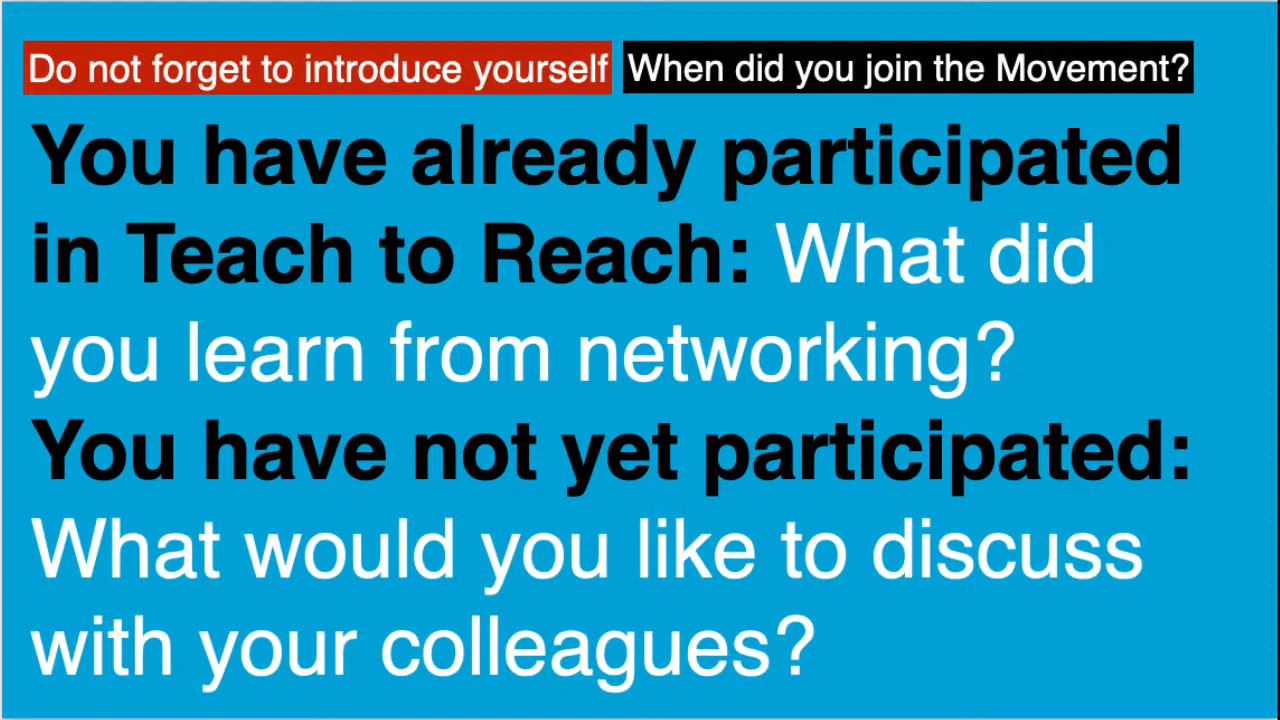 Do not forget to introduce yourself When did you join the Movement?
You have already participated
in Teach to Reach: What did
you learn from networking?
You have not yet participated:
What would you like to discuss
with your colleagues?